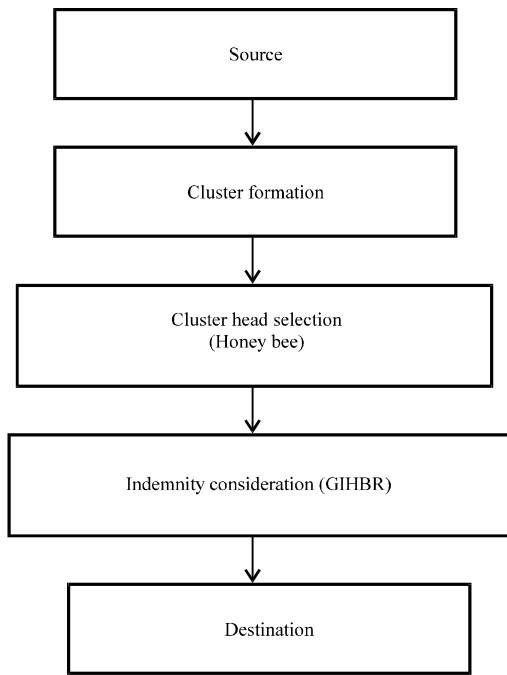 Source
Cluster formation
Cluster head selection
(Honey bee)
Indemnity consideration (GIHBR)
Destination